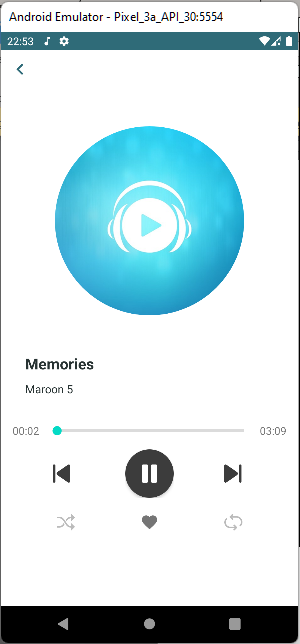 Android Emulator - Pixel_3a_API_30:5554
22:53
Memories
Maroon 5
00:02 03:09